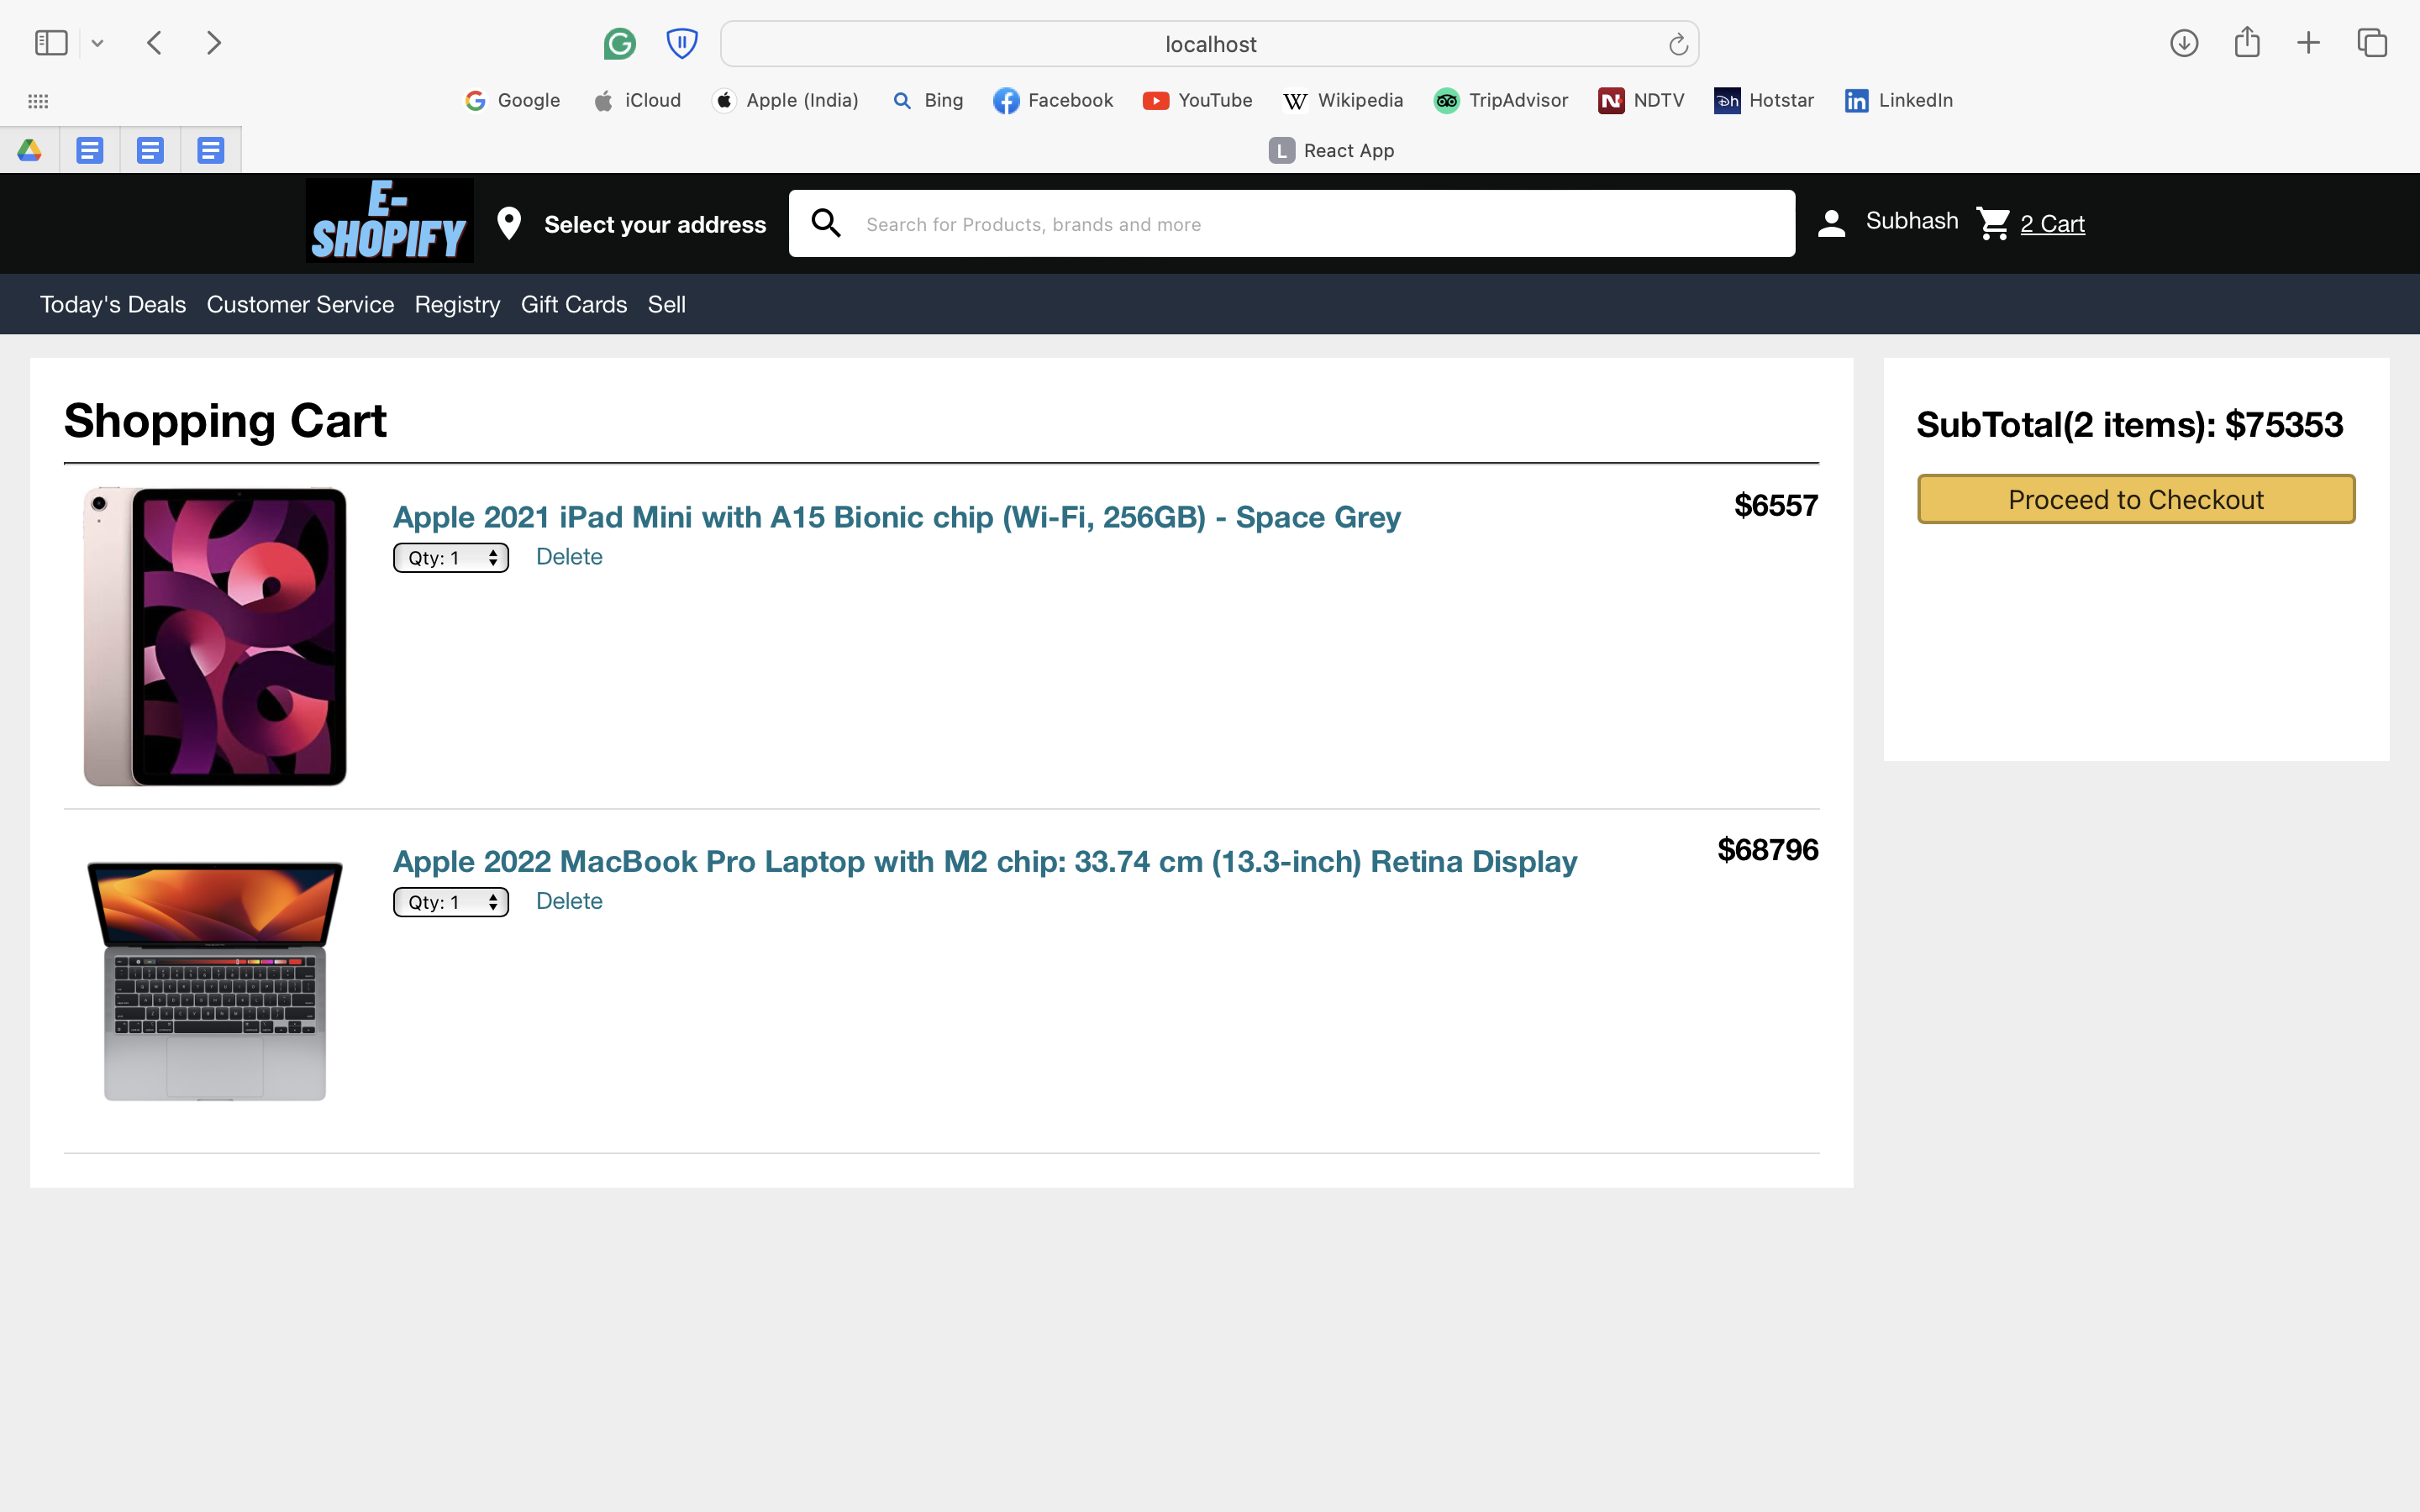 localhost
Google iCloud Apple (India) Bing Facebook YouTube Wikipedia TripAdvisor NDTV Hotstar LinkedIn
L React App
E-
SHOPIFY
Select your address
Search for Products, brands and more
Subhash
2 Cart
Today's Deals Customer Service Registry Gift Cards Sell
Shopping Cart
Apple 2021 iPad Mini with A15 Bionic chip (Wi-Fi, 256GB) - Space Grey
$6557
Qty: 1 Delete
Apple 2022 MacBook Pro Laptop with M2 chip: 33.74 cm (13.3-inch) Retina Display
$68796
Qty: 1 Delete
SubTotal(2 items): $75353
Proceed to Checkout